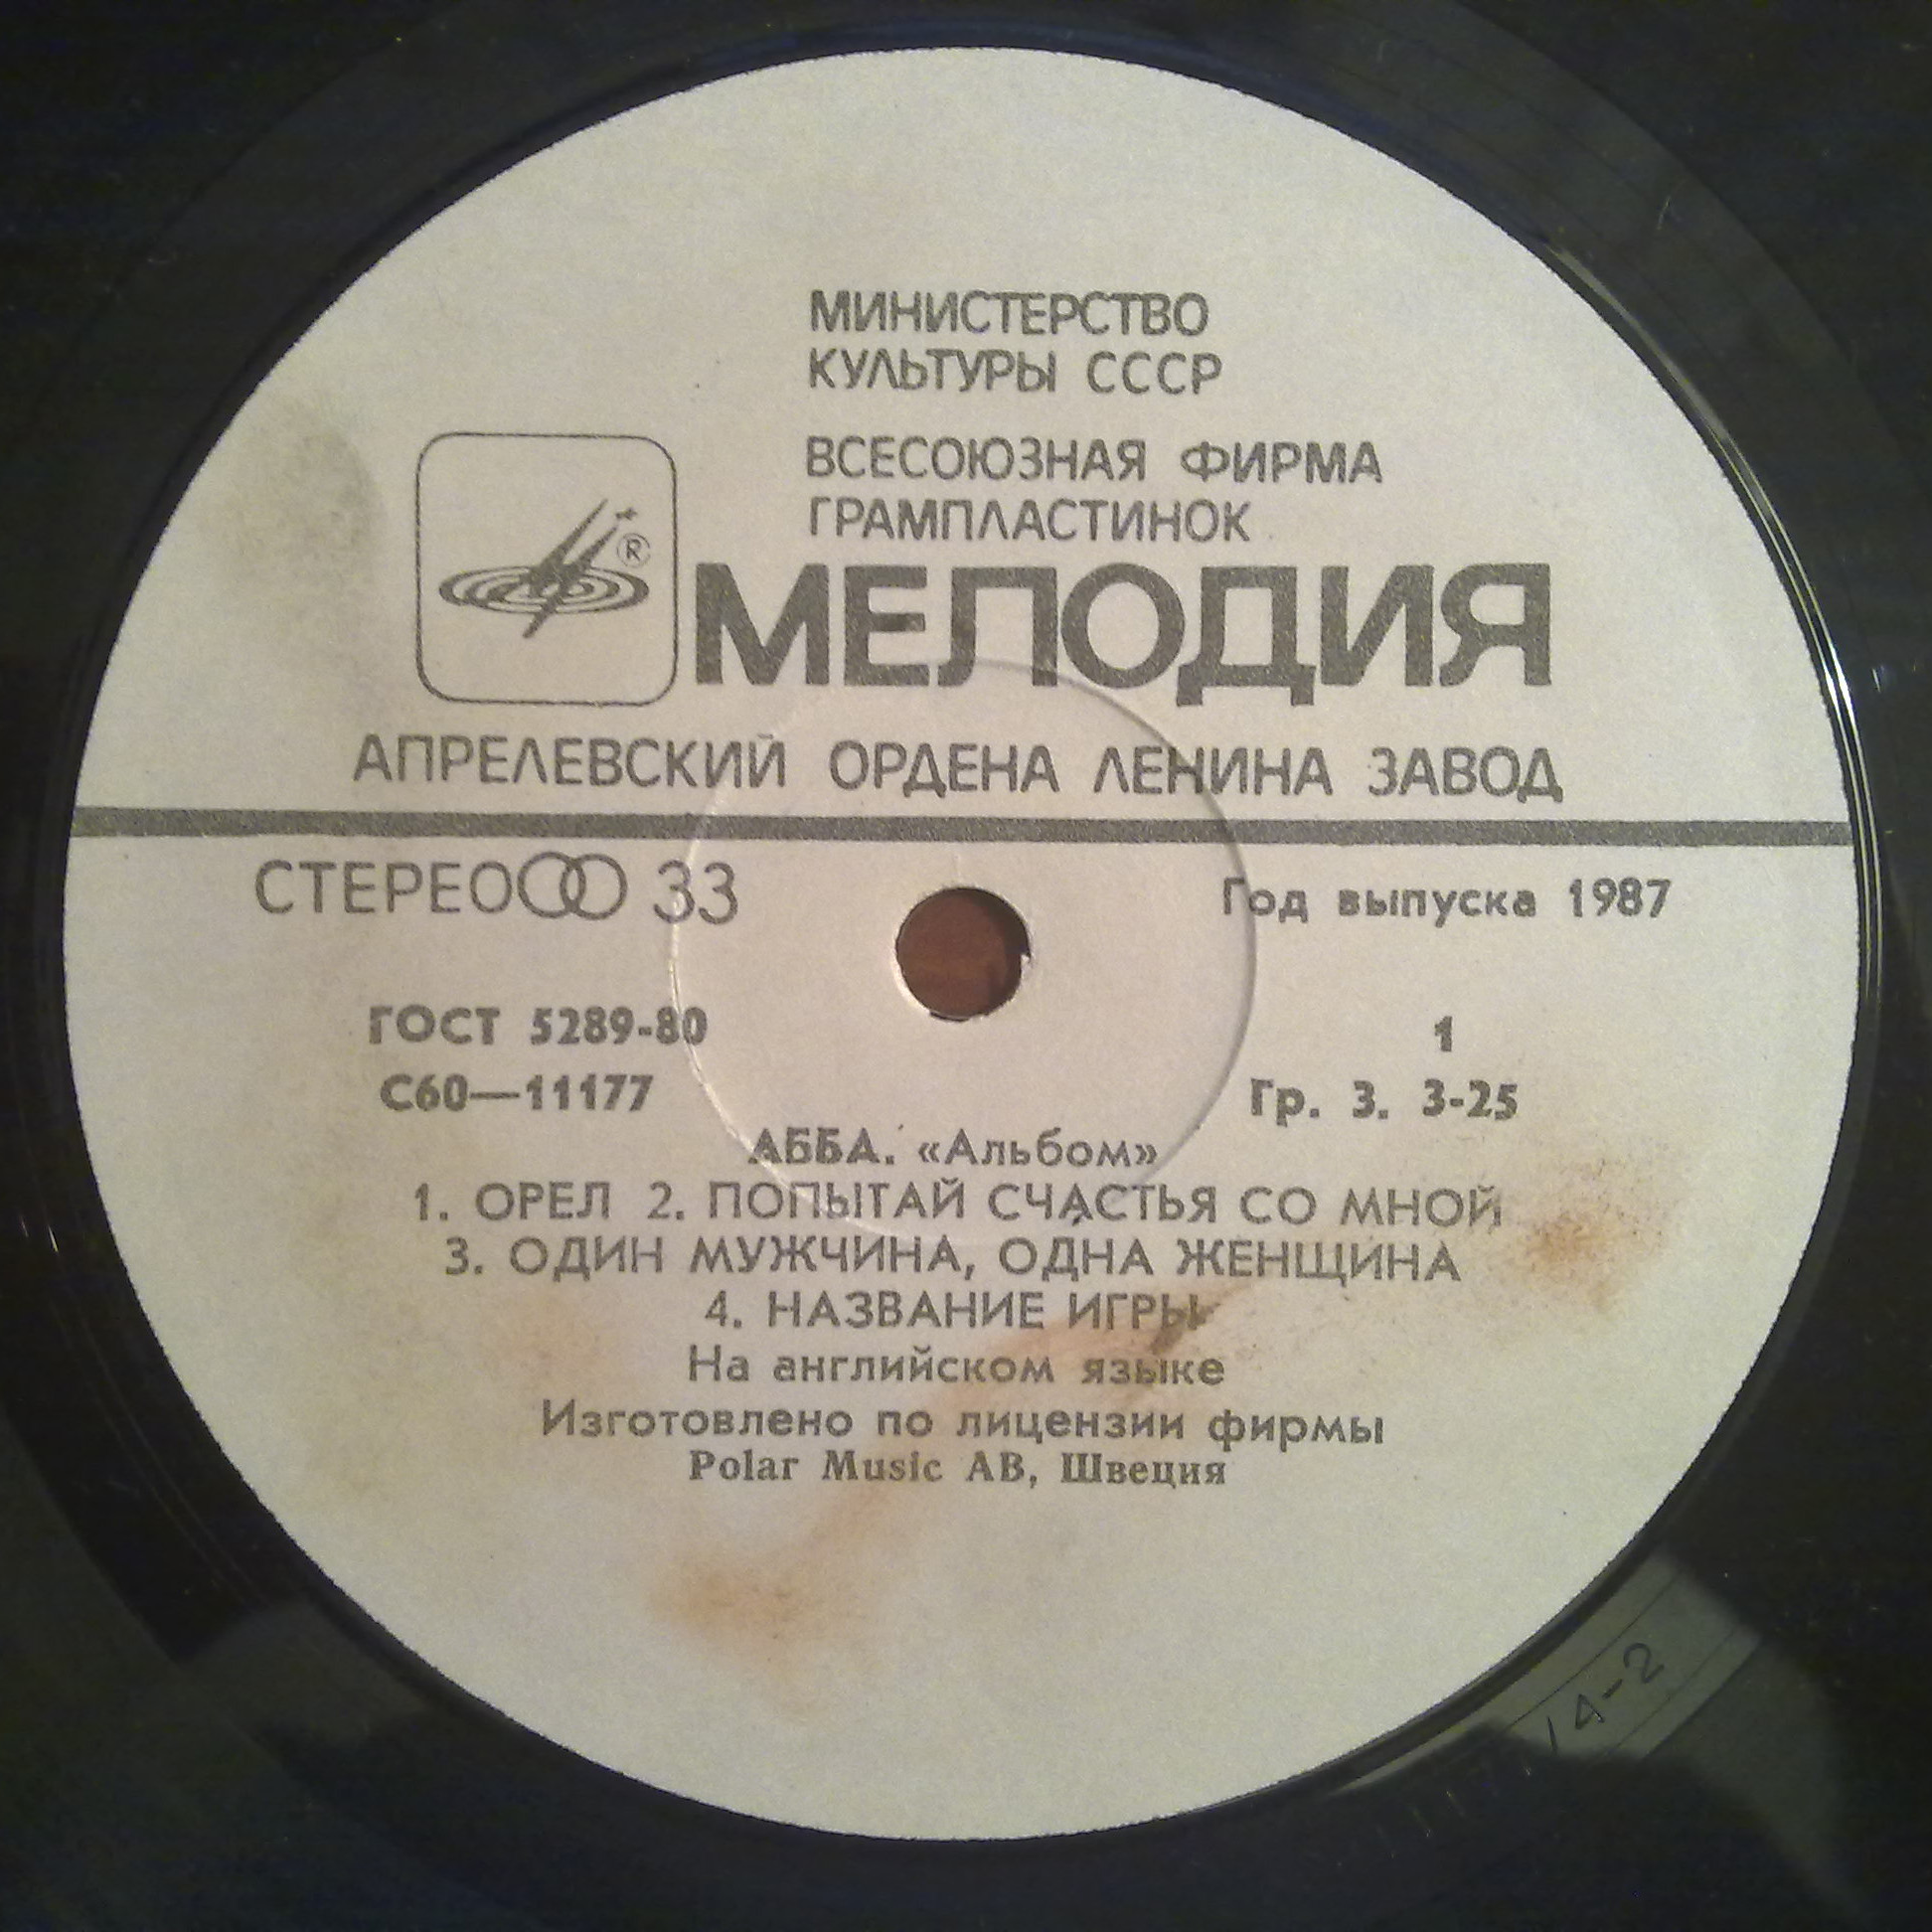 МИНИСТЕРСТВО
КУЛЬТУРЫ СССР
ВСЕСОЮЗНАЯ ФИРМА
ГРАМПЛАСТИНОК
®
МЕЛОДИЯ
АПРЕЛЕВСКИЙ ОРДЕНА ЛЕНИНА ЗАВОД
СТЕРЕО 33
Год выпуска 1987
ГОСТ 5289-80
1
С60—11177
Гр. 3. 3-25
АББА. «Альбом»
1. ОРЕЛ 2. ПОПЫТАЙ СЧАСТЬЯ СО МНОЙ
3. ОДИН МУЖЧИНА, ОДНА ЖЕНЩИНА
4. НАЗВАНИЕ ИГРЫ
На английском языке
Изготовлено по лицензии фирмы
Polar Music AB, Швеция